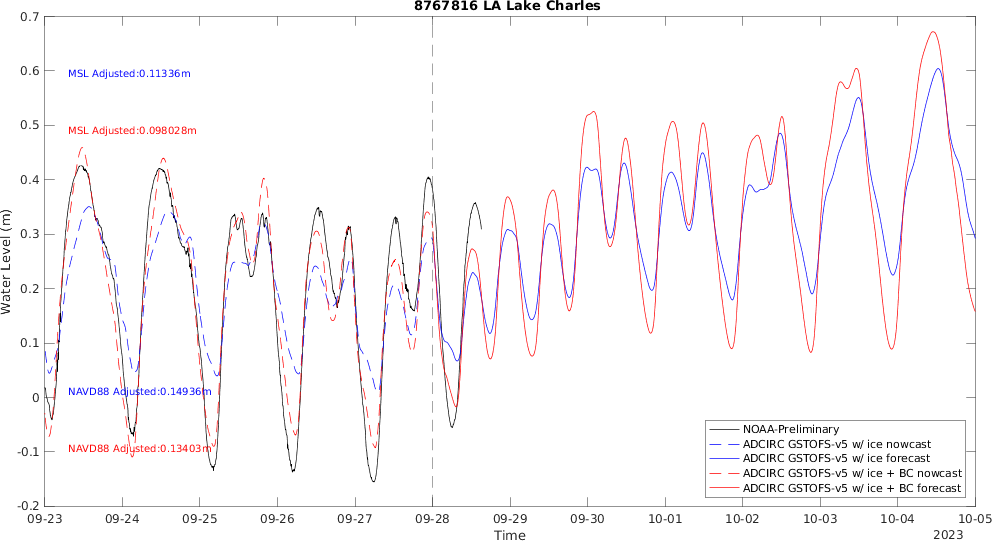 8767816 LA Lake Charles
0.7
0.6
0.5
0.4
0.3
0.2
0.1
0
-0.1
-0.2
Water Level (m)
MSL Adjusted:0.11336m
MSL Adjusted:0.098028m
NAVD88 Adjusted:0.14936m
NAVD88 Adjusted:0.13403m
NOAA-Preliminary
ADCIRC GSTOFS-v5 w/ ice nowcast
ADCIRC GSTOFS-v5 w/ ice forecast
ADCIRC GSTOFS-v5 w/ ice + BC nowcast
ADCIRC GSTOFS-v5 w/ ice + BC forecast
09-23 09-24 09-25 09-26 09-27 09-28 09-29 09-30 10-01 10-02 10-03 10-04 10-05
Time
2023